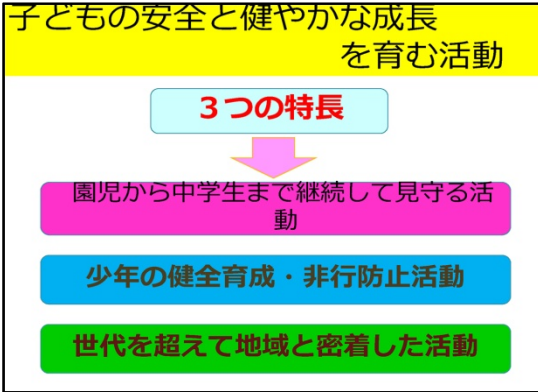 子どもの安全と健やかな成長
を育む活動
３つの特長
園児から中学生まで継続して見守る活
動
少年の健全育成・非行防止活動
世代を超えて地域と密着した活動